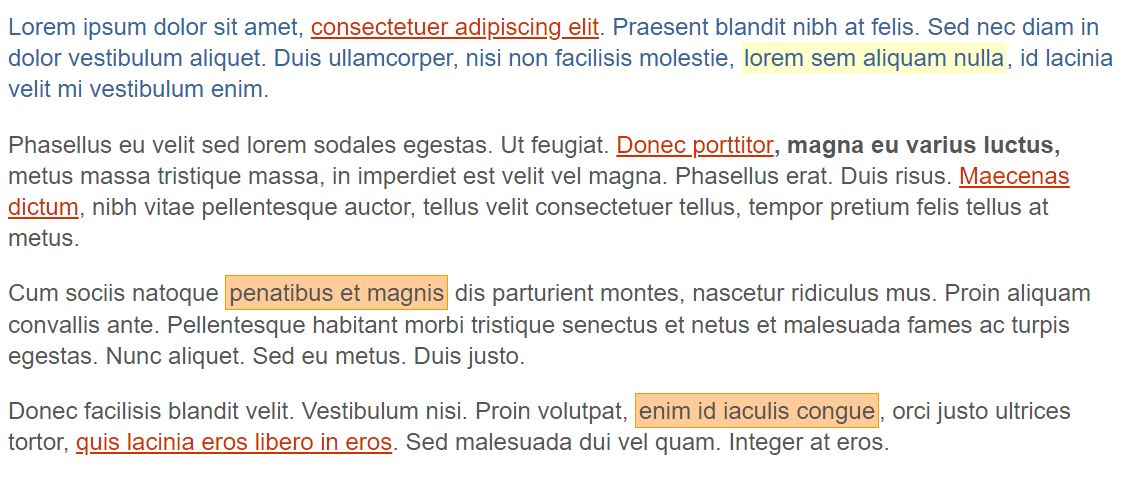 Lorem ipsum dolor sit amet, consectetuer adipiscing elit. Praesent blandit nibh at felis. Sed nec diam in
dolor vestibulum aliquet. Duis ullamcorper, nisi non facilisis molestie, lorem sem aliquam nulla, id lacinia
velit mi vestibulum enim.
Phasellus eu velit sed lorem sodales egestas. Ut feugiat. Donec porttitor, magna eu varius luctus,
metus massa tristique massa, in imperdiet est velit vel magna. Phasellus erat. Duis risus. Maecenas
dictum, nibh vitae pellentesque auctor, tellus velit consectetuer tellus, tempor pretium felis tellus at
metus.
Cum sociis natoque penatibus et magnis dis parturient montes, nascetur ridiculus mus. Proin aliquam
convallis ante. Pellentesque habitant morbi tristique senectus et netus et malesuada fames ac turpis
egestas. Nunc aliquet. Sed eu metus. Duis justo.
Donec facilisis blandit velit. Vestibulum nisi. Proin volutpat, enim id iaculis congue, orci justo ultrices
tortor, quis lacinia eros libero in eros. Sed malesuada dui vel quam. Integer at eros.